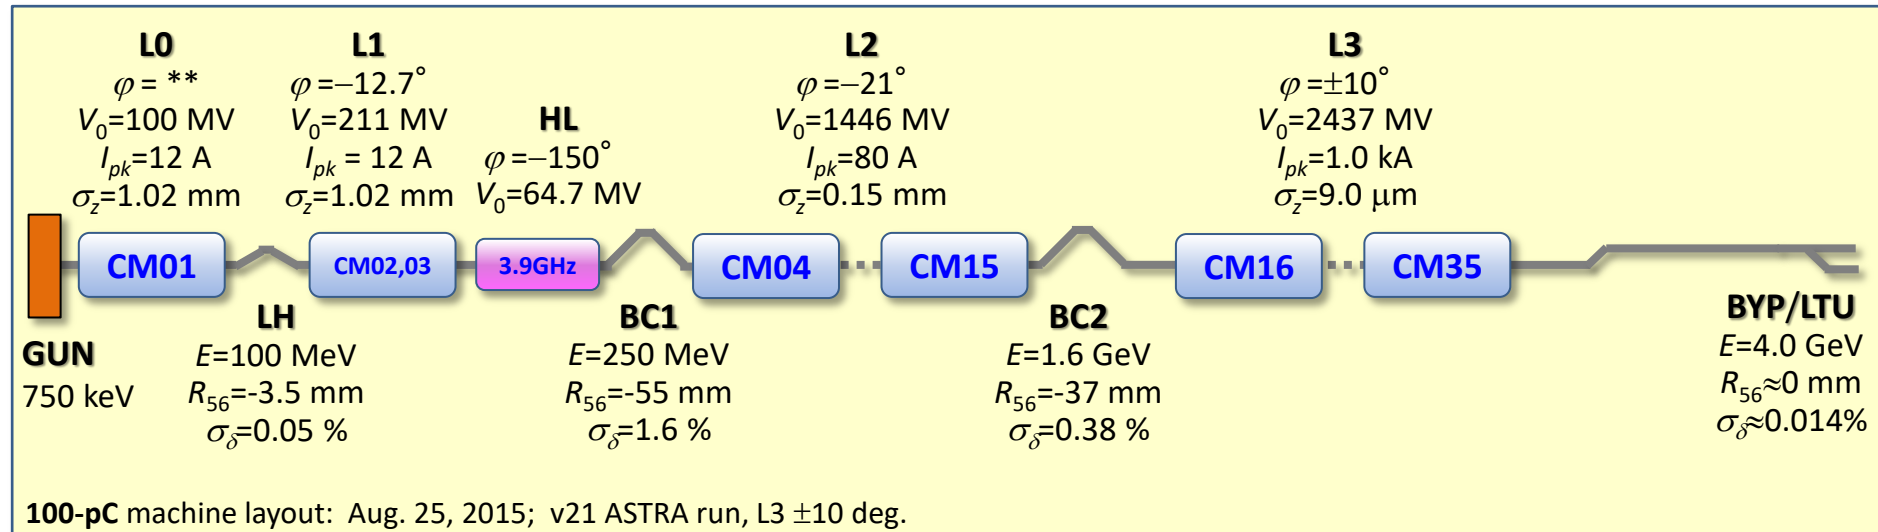 L0
φ = **
V0=100 MV
Ipk=12 A
σz=1.02 mm
L1
φ =–12.7°
V0=211 MV
Ipk = 12 A
σz=1.02 mm
HL
φ =–150°
V0=64.7 MV
L2
φ =–21°
V0=1446 MV
Ipk=80 A
σz=0.15 mm
L3
φ =±10°
V0=2437 MV
Ipk=1.0 kA
σz=9.0 μm
CM01
CM02,03
3.9GHz
CM04
CM15
CM16
CM35
GUN
750 keV
LH
E=100 MeV
R56=-3.5 mm
σδ=0.05 %
BC1
E=250 MeV
R56=-55 mm
σδ=1.6 %
BC2
E=1.6 GeV
R56=-37 mm
σδ=0.38 %
BYP/LTU
E=4.0 GeV
R56≈0 mm
σδ≈0.014%
100-pC machine layout: Aug. 25, 2015; v21 ASTRA run, L3 ±10 deg.